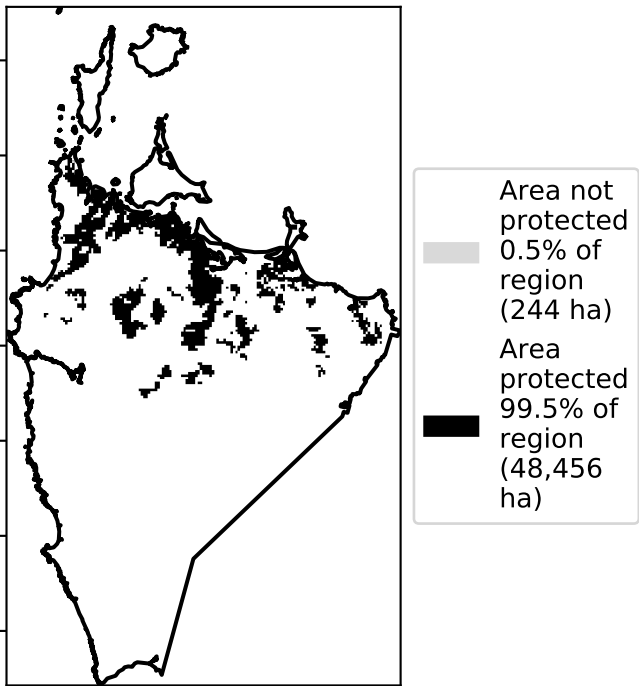 Area not
protected
0.5% of
region
(244 ha)
Area
protected
99.5% of
region
(48,456
ha)